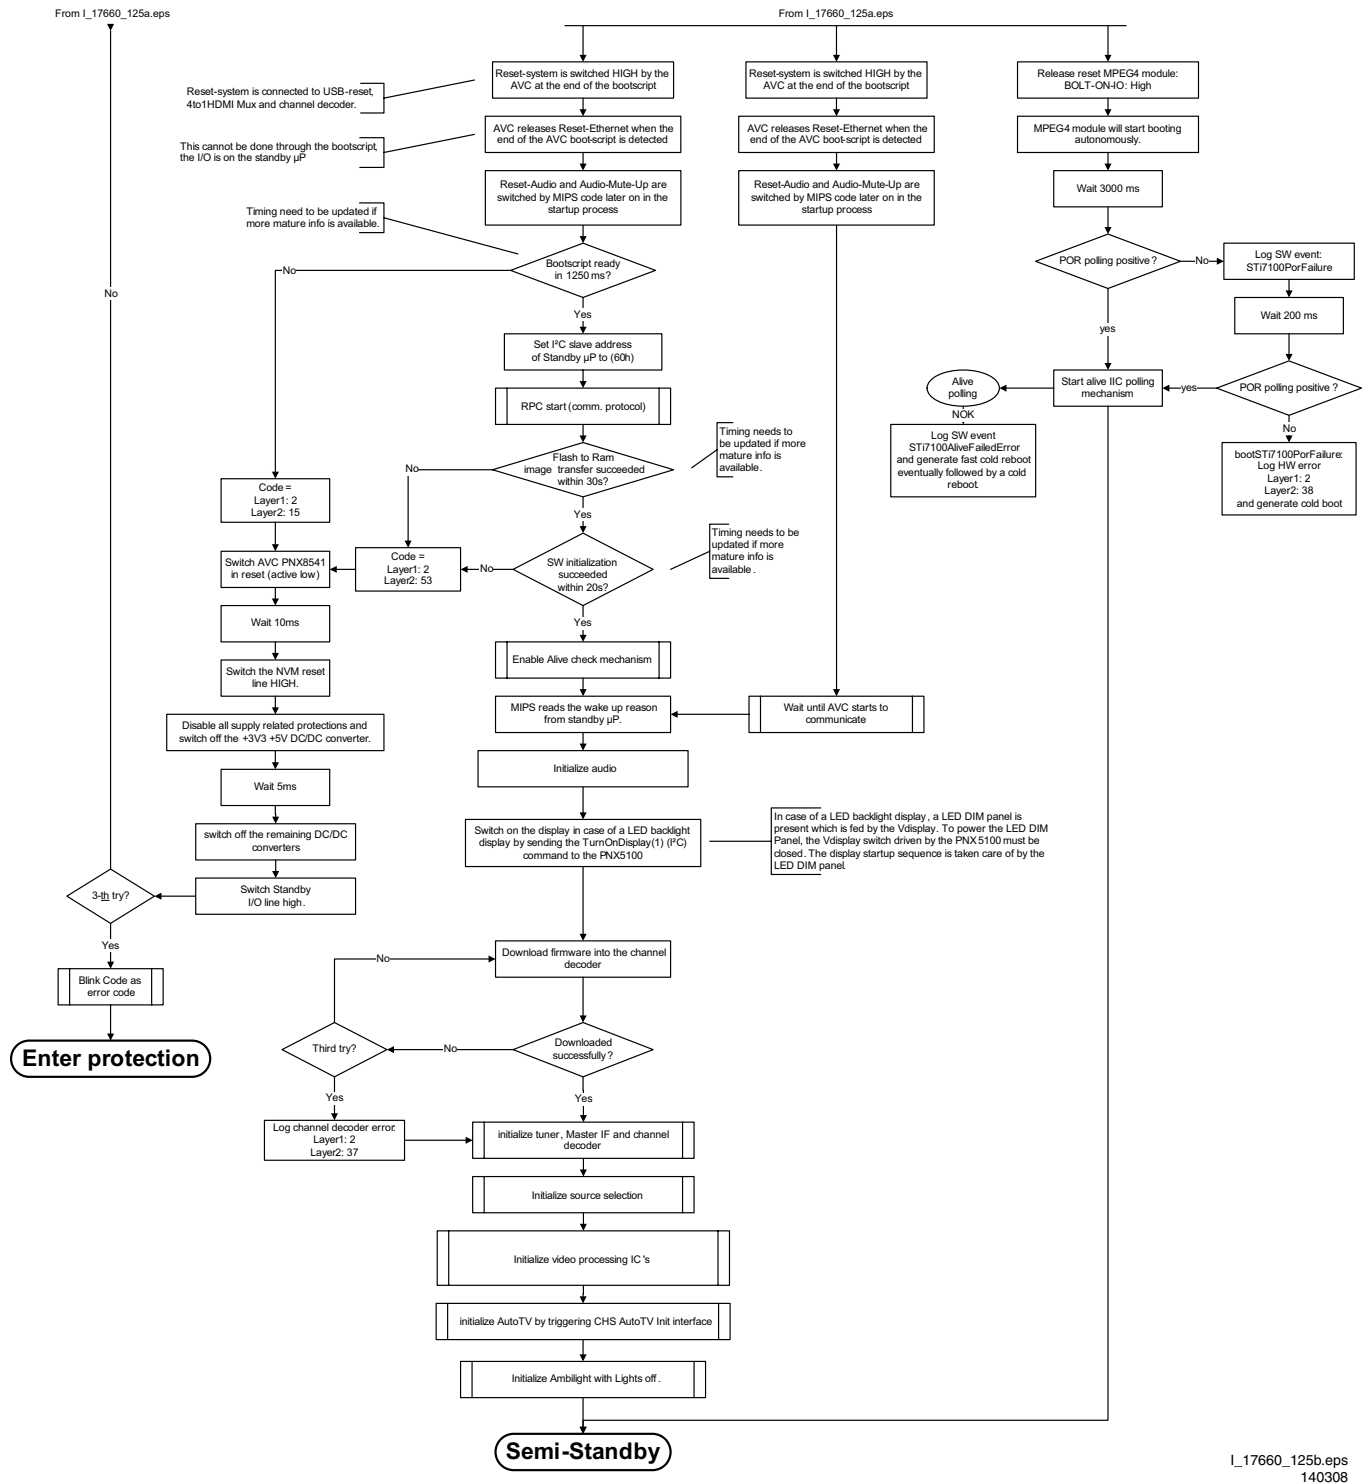 From I_17660_125a.eps
From I_17660_125a.eps
Reset-system is connected to USB-reset,
4to1HDMI Mux and channel decoder.
Reset-system is switched HIGH by the
AVC at the end of the bootscript
Reset-system is switched HIGH by the
AVC at the end of the bootscript
Release reset MPEG4 module:
BOLT-ON-IO: High
This cannot be done through the bootscript,
the I/O is on the standby µP
AVC releases Reset-Ethernet when the
end of the AVC boot-script is detected
AVC releases Reset-Ethernet when the
end of the AVC boot-script is detected
MPEG4 module will start booting
autonomously.
Reset-Audio and Audio-Mute-Up are
switched by MIPS code later on in the
startup process
Reset-Audio and Audio-Mute-Up are
switched by MIPS code later on in the
startup process
Wait 3000 ms
Timing need to be updated if
more mature info is available.
No
Bootscript ready
in 1250 ms?
No
Yes
POR polling positive ?
No
yes
Log SW event:
STi7100PorFailure
Wait 200 ms
Set I²C slave address
of Standby µP to (60h)
POR polling positive ?
yes
No
Start alive IIC polling
mechanism
Alive
polling
NOK
Log SW event
STi7100AliveFailedError
and generate fast cold reboot
eventually followed by a cold
reboot.
bootSTi7100PorFailure:
Log HW error
Layer1: 2
Layer2: 38
and generate cold boot
RPC start (comm. protocol)
Timing needs to
be updated if more
mature info is
available .
Flash to Ram
image transfer succeeded
within 30s?
No
Yes
Code =
Layer1: 2
Layer2: 15
Timing needs to be
updated if more
mature info is
available .
SW initialization
succeeded
within 20s?
No
Yes
Code =
Layer1: 2
Layer2: 53
Switch AVC PNX8541
in reset (active low)
Wait 10ms
Switch the NVM reset
line HIGH.
Disable all supply related protections and
switch off the +3V3 +5V DC/DC converter.
Wait 5ms
switch off the remaining DC/DC
converters
Switch Standby
I/O line high .
3-th try?
Yes
Blink Code as
error code
Enter protection
Enable Alive check mechanism
MIPS reads the wake up reason
from standby µP.
Wait until AVC starts to
communicate
Initialize audio
Switch on the display in case of a LED backlight
display by sending the TurnOnDisplay(1) (I²C)
command to the PNX5100
In case of a LED backlight display , a LED DIM panel is
present which is fed by the Vdisplay. To power the LED DIM
Panel, the Vdisplay switch driven by the PNX5100 must be
closed. The display startup sequence is taken care of by the
LED DIM panel.
Download firmware into the channel
decoder
No
Third try?
No
Downloaded
successfully ?
Yes
Yes
Log channel decoder error:
Layer1: 2
Layer2: 37
initialize tuner , Master IF and channel
decoder
Initialize source selection
Initialize video processing IC 's
initialize AutoTV by triggering CHS AutoTV Init interface
Initialize Ambilight with Lights off .
Semi-Standby
I_17660_125b.eps
140308